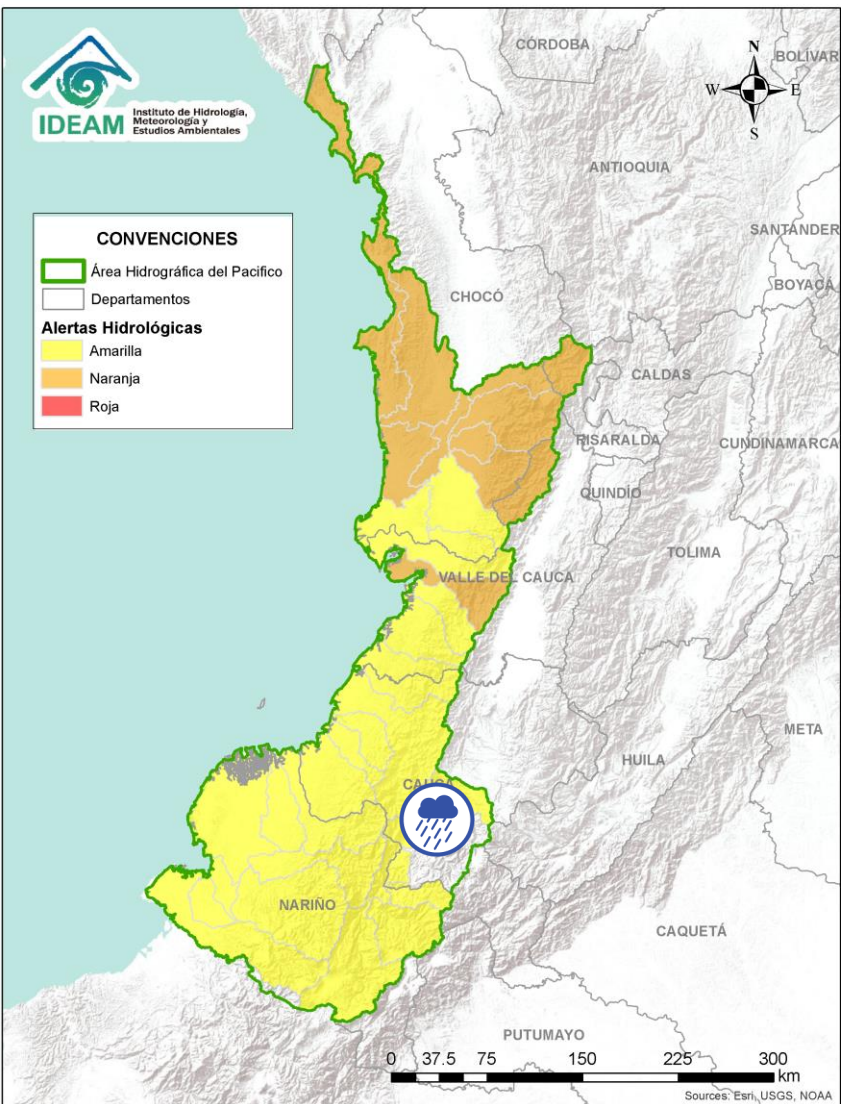 IDEAM
Instituto de Hidrología,
Meteorología y
Estudios Ambientales
CONVENCIONES
Área Hidrográfica del Pacifico
Departamentos
Alertas Hidrológicas
Amarilla
Naranja
Roja
N
W
E
S
CÓRDOBA
BOLÍVAR
ANTIOQUIA
SANTANDER
BOYACÁ
CHOCÓ
CALDAS
RISARALDA
CUNDINAMARCA
QUINDÍO
TOLIMA
VALLE DEL CAUCA
META
HUILA
CAUCA
NARIÑO
CAQUETÁ
PUTUMAYO
0 37.5 75 150 225 300
km
Sources: Esri, USGS, NOAA